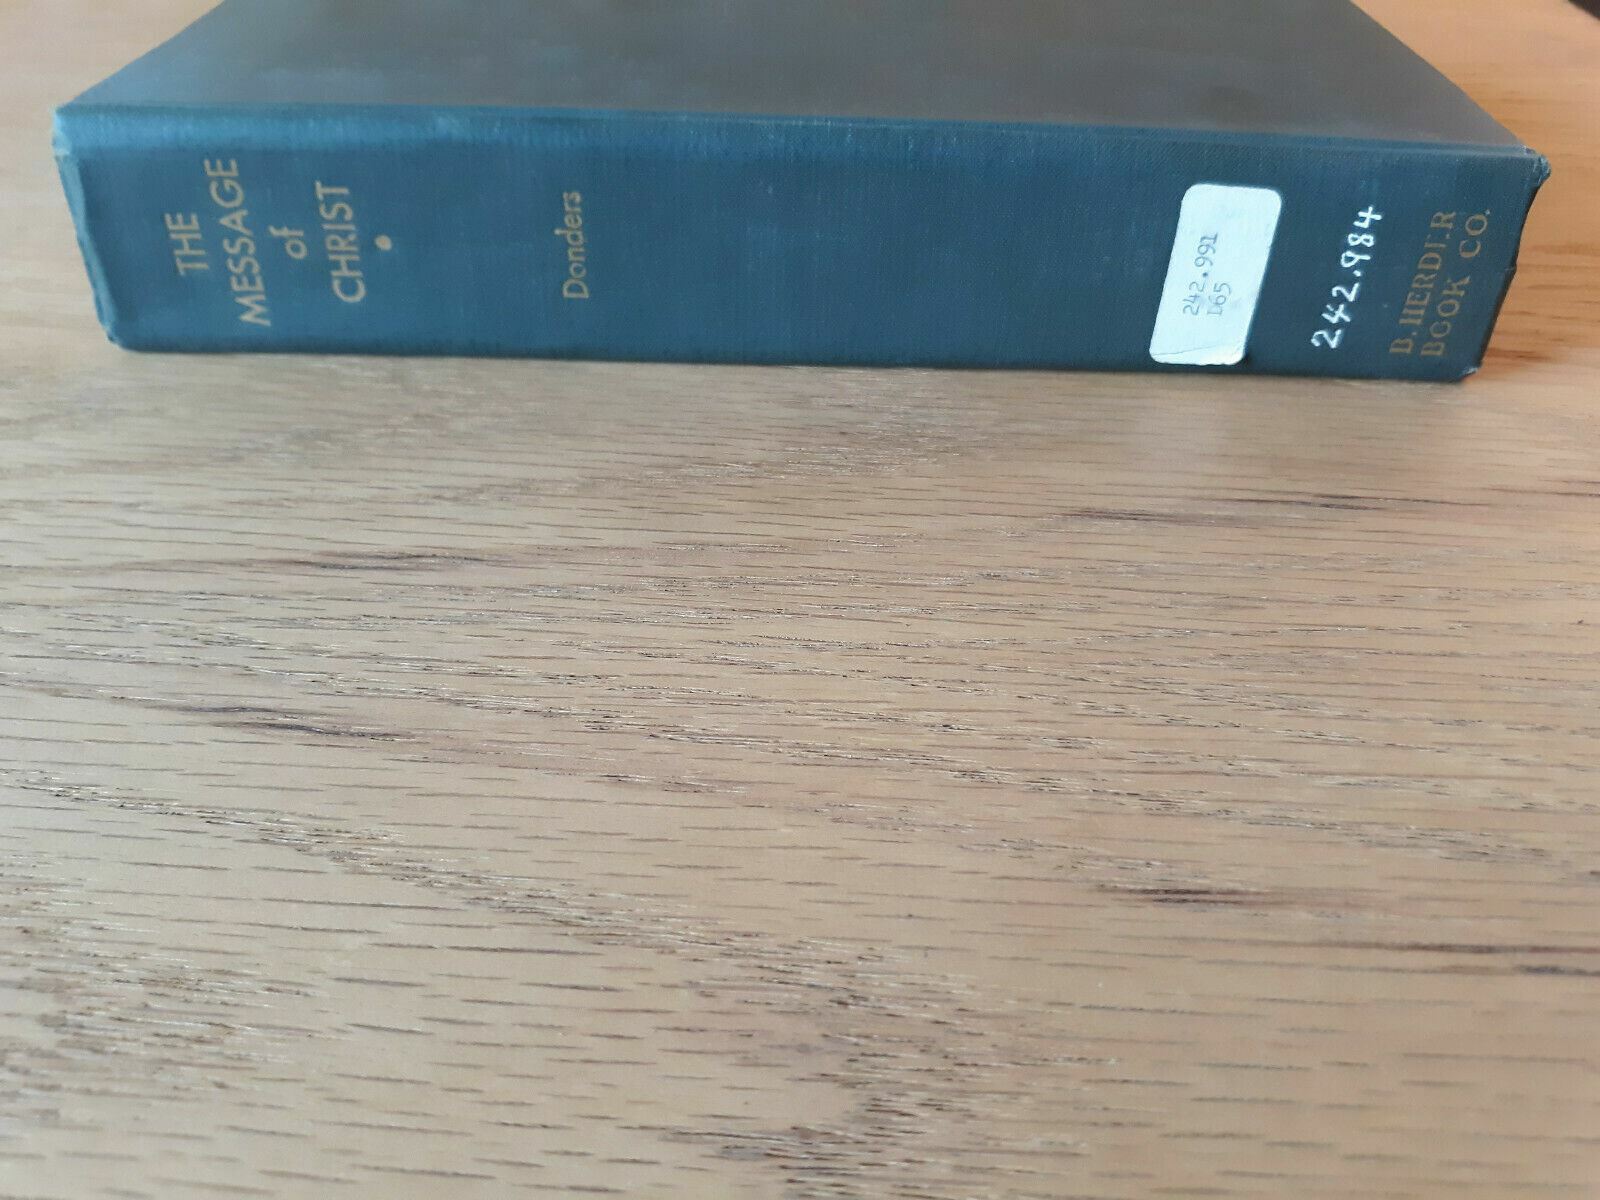 THE
MESSAGE
of
CHRIST
Donders
242.991
D65
242.984
B. HERDER
BOOK CO.